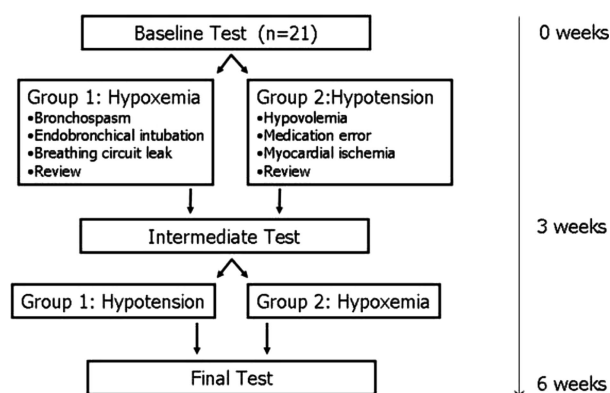 Baseline Test (n=21)
0 weeks
Group 1: Hypoxemia
•Bronchospasm
•Endobronchical intubation
•Breathing circuit leak
•Review
Group 2:Hypotension
•Hypovolemia
•Medication error
•Myocardial ischemia
•Review
Intermediate Test
3 weeks
Group 1: Hypotension
Group 2: Hypoxemia
Final Test
6 weeks